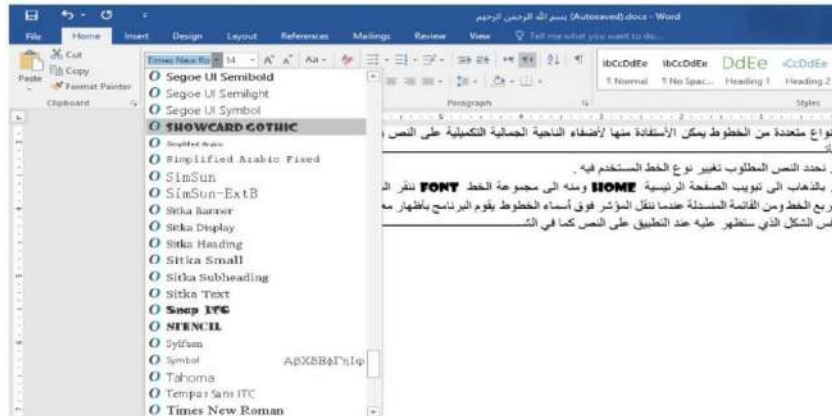 بسم الله الرحمن الرحيم (Autosaved).docx - Word
File Home Insert Design Layout References Mailings Review View Tell me what you want to do...
Cut
Copy
Format Painter
Paste
Clipboard
Times New Ro 14 Aa
Paragraph
Styles
¶ Normal ¶ No Spac... Heading 1 Heading 2
Segoe UI Semibold
Segoe UI Semilight
Segoe UI Symbol
SHOWCARD GOTHIC
Simplified Arabic
Simplified Arabic Fixed
SimSun
SimSun-ExtB
Sitka Banner
Sitka Display
Sitka Heading
Sitka Small
Sitka Subheading
Sitka Text
Snap ITC
STENCIL
Sylfaen
Symbol
Tahoma
Tempus Sans ITC
Times New Roman
نواع متعددة من الخطوط يمكن الأستفادة منها لأضفاء الناحية الجمالية التكميلية على النص
نحدد النص المطلوب تغيير نوع الخط المستخدم فيه .
بالذهاب الى تبويب الصفحة الرئيسية HOME ومنه الى مجموعة الخط FONT ننقر
ربع الخط ومن القائمة المنسدلة عندما ننقل المؤشر فوق أسماء الخطوط يقوم البرنامج بأظهار
فس الشكل الذي ستظهر عليه عند التطبيق على النص كما في